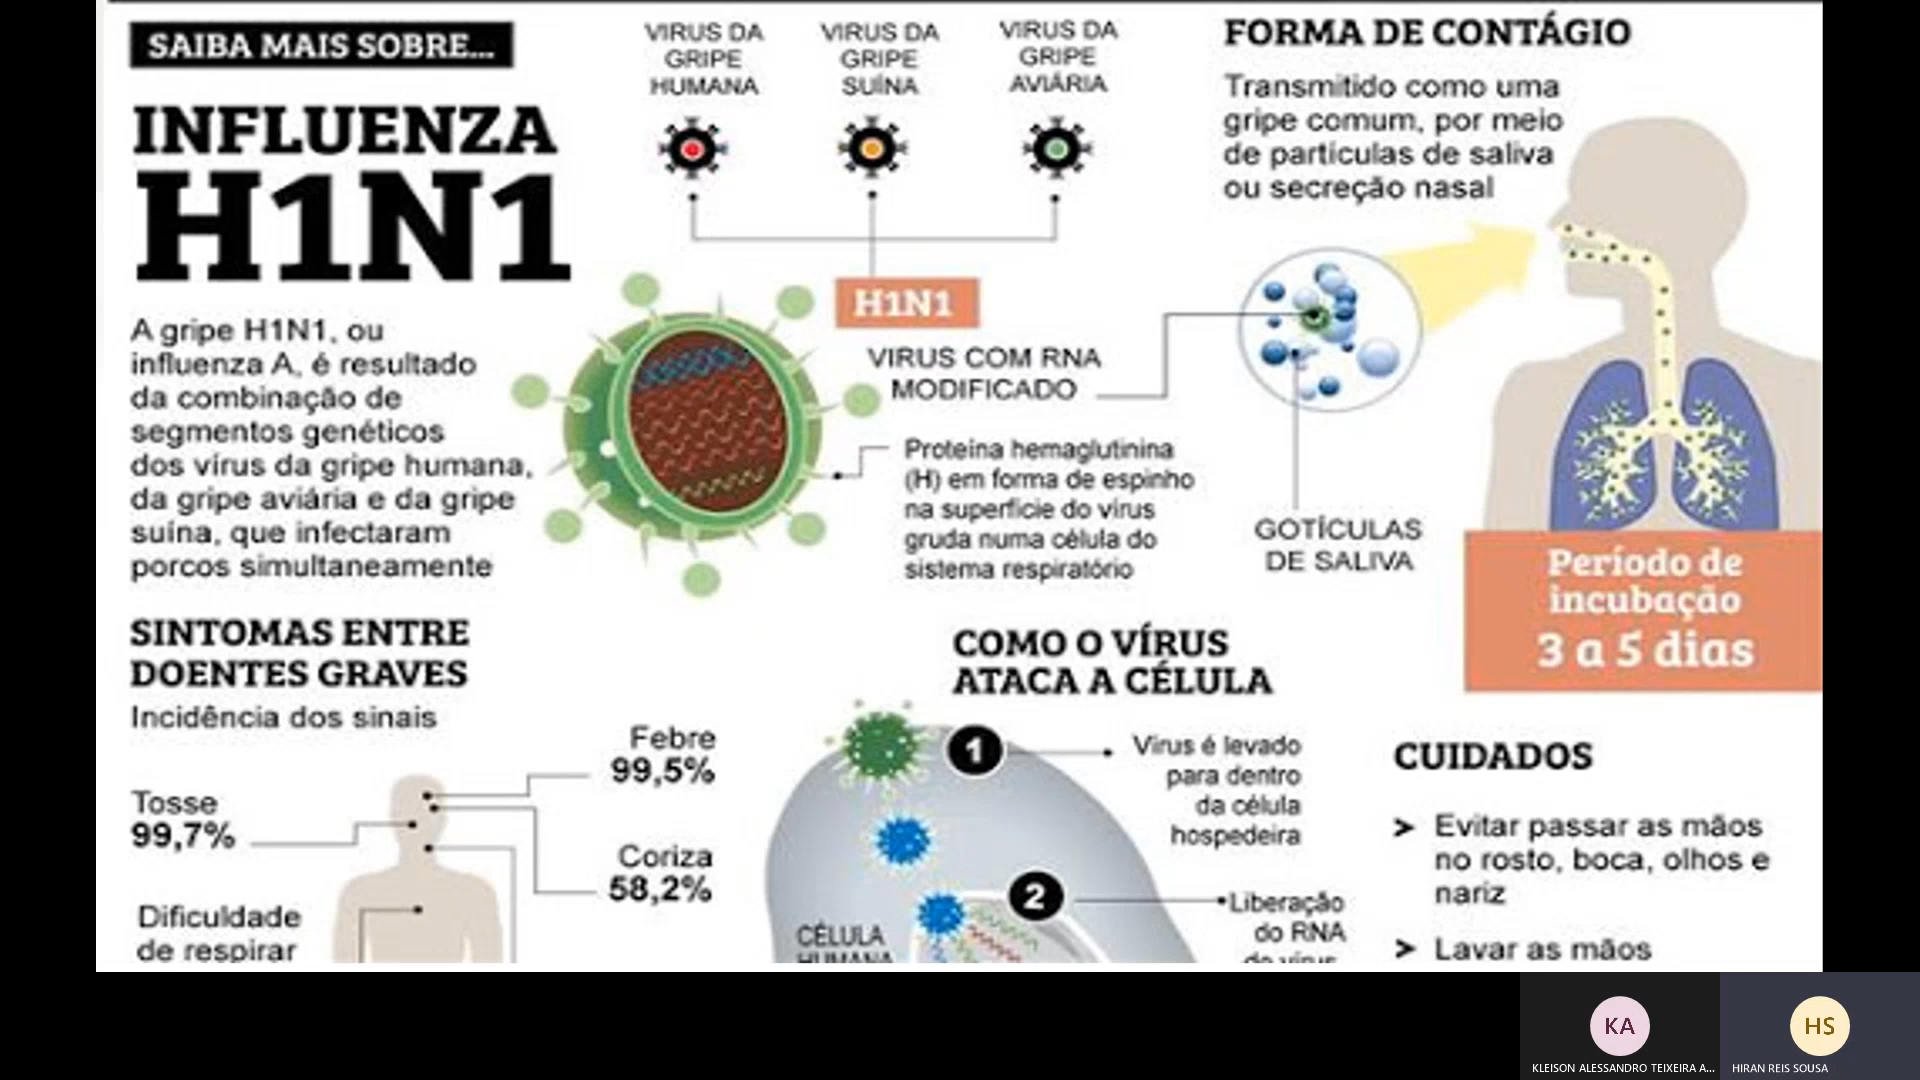 SAIBA MAIS SOBRE...
INFLUENZA
H1N1
A gripe H1N1, ou
influenza A, é resultado
da combinação de
segmentos genéticos
dos vírus da gripe humana,
da gripe aviária e da gripe
suína, que infectaram
porcos simultaneamente
VIRUS DA
GRIPE
HUMANA
VIRUS DA
GRIPE
SUÍNA
VIRUS DA
GRIPE
AVIÁRIA
H1N1
VIRUS COM RNA
MODIFICADO
Proteína hemaglutinina
(H) em forma de espinho
na superfície do vírus
gruda numa célula do
sistema respiratório
FORMA DE CONTÁGIO
Transmitido como uma
gripe comum, por meio
de partículas de saliva
ou secreção nasal
GOTÍCULAS
DE SALIVA
Período de
incubação
3 a 5 dias
SINTOMAS ENTRE
DOENTES GRAVES
Incidência dos sinais
Febre
99,5%
Tosse
99,7%
Coriza
58,2%
Dificuldade
de respirar
COMO O VÍRUS
ATACA A CÉLULA
1
Vírus é levado
para dentro
da célula
hospedeira
2
Liberação
do RNA
do vírus
CÉLULA
HUMANA
CUIDADOS
Evitar passar as mãos
no rosto, boca, olhos e
nariz
Lavar as mãos
KA
KLEISON ALESSANDRO TEIXEIRA A...
HS
HIRAN REIS SOUSA